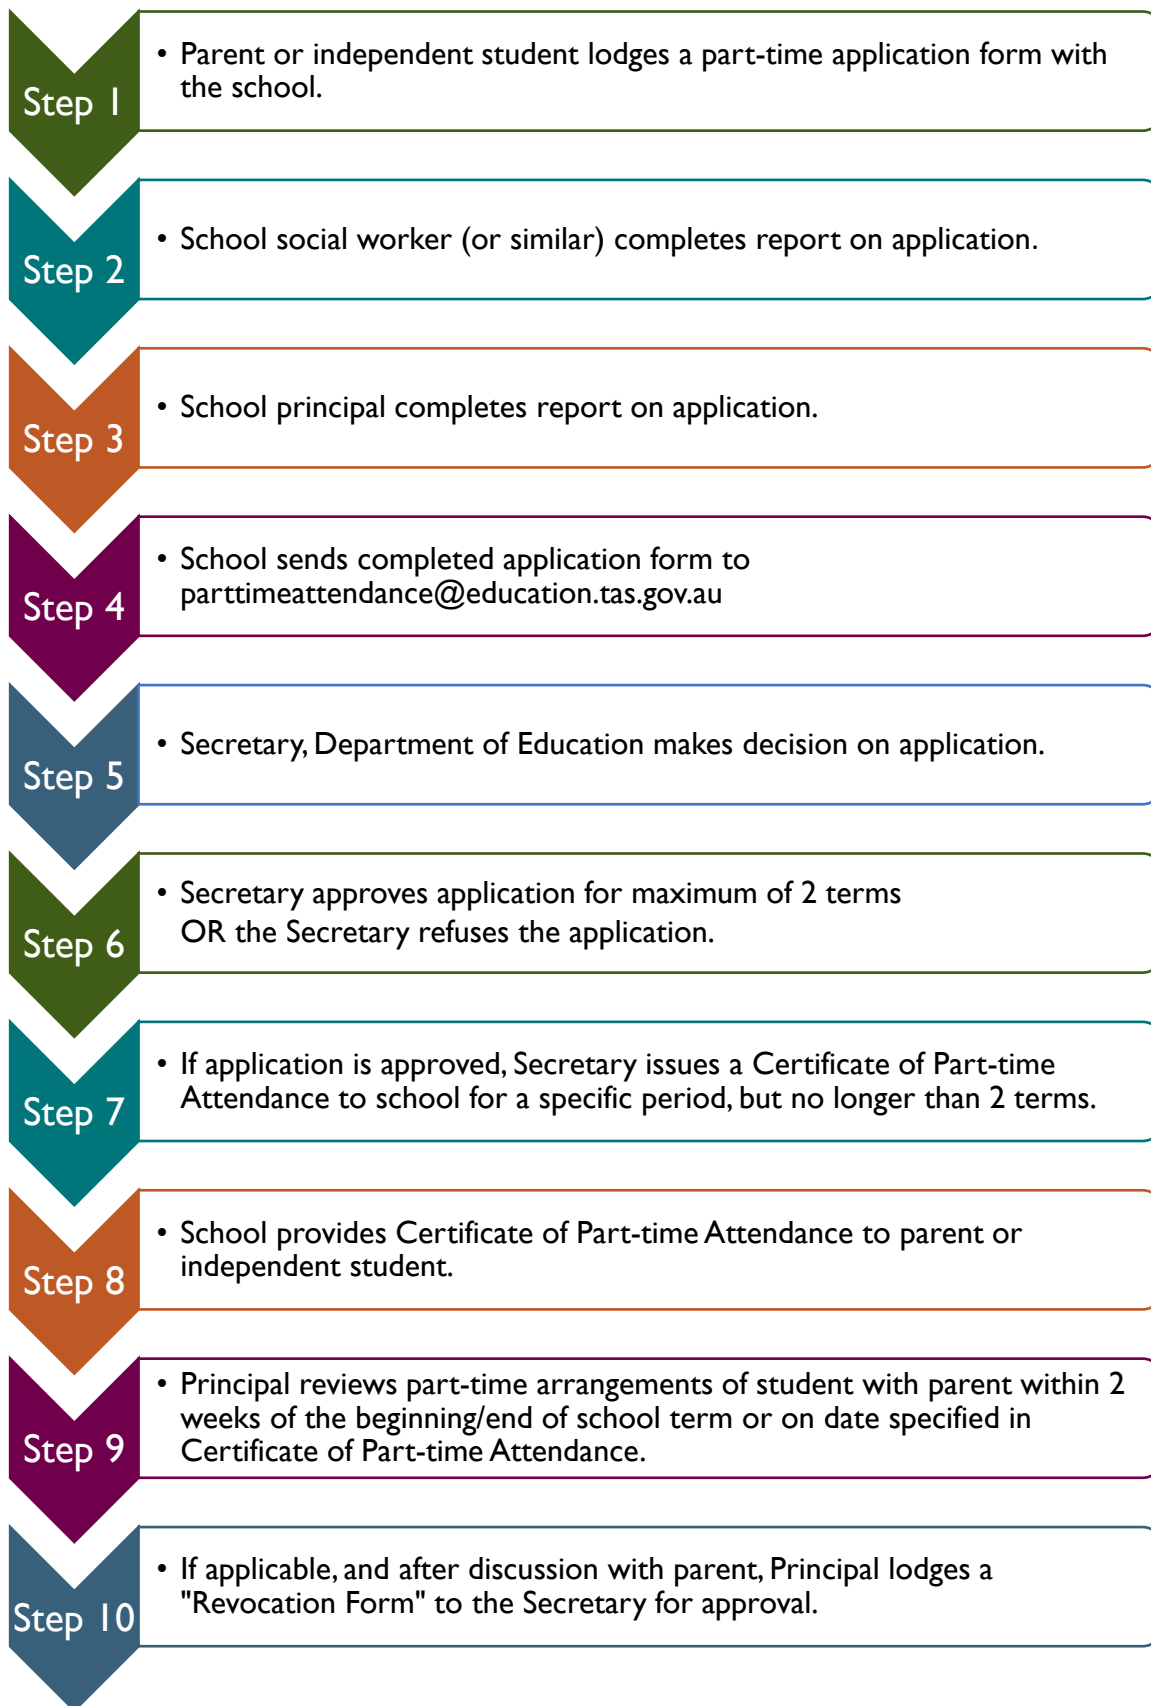 Step 1
• Parent or independent student lodges a part-time application form with
the school.
Step 2
• School social worker (or similar) completes report on application.
Step 3
• School principal completes report on application.
Step 4
• School sends completed application form to
parttimeattendance@education.tas.gov.au
Step 5
• Secretary, Department of Education makes decision on application.
Step 6
• Secretary approves application for maximum of 2 terms
OR the Secretary refuses the application.
Step 7
• If application is approved, Secretary issues a Certificate of Part-time
Attendance to school for a specific period, but no longer than 2 terms.
Step 8
• School provides Certificate of Part-time Attendance to parent or
independent student.
Step 9
• Principal reviews part-time arrangements of student with parent within 2
weeks of the beginning/end of school term or on date specified in
Certificate of Part-time Attendance.
Step 10
• If applicable, and after discussion with parent, Principal lodges a
"Revocation Form" to the Secretary for approval.